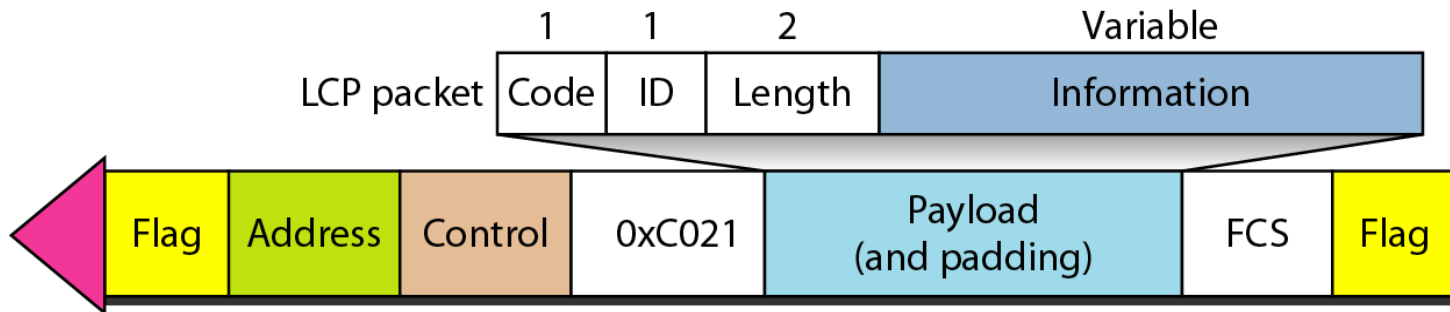 1 1 2 Variable
LCP packet Code ID Length Information
Flag Address Control 0xC021 Payload (and padding) FCS Flag